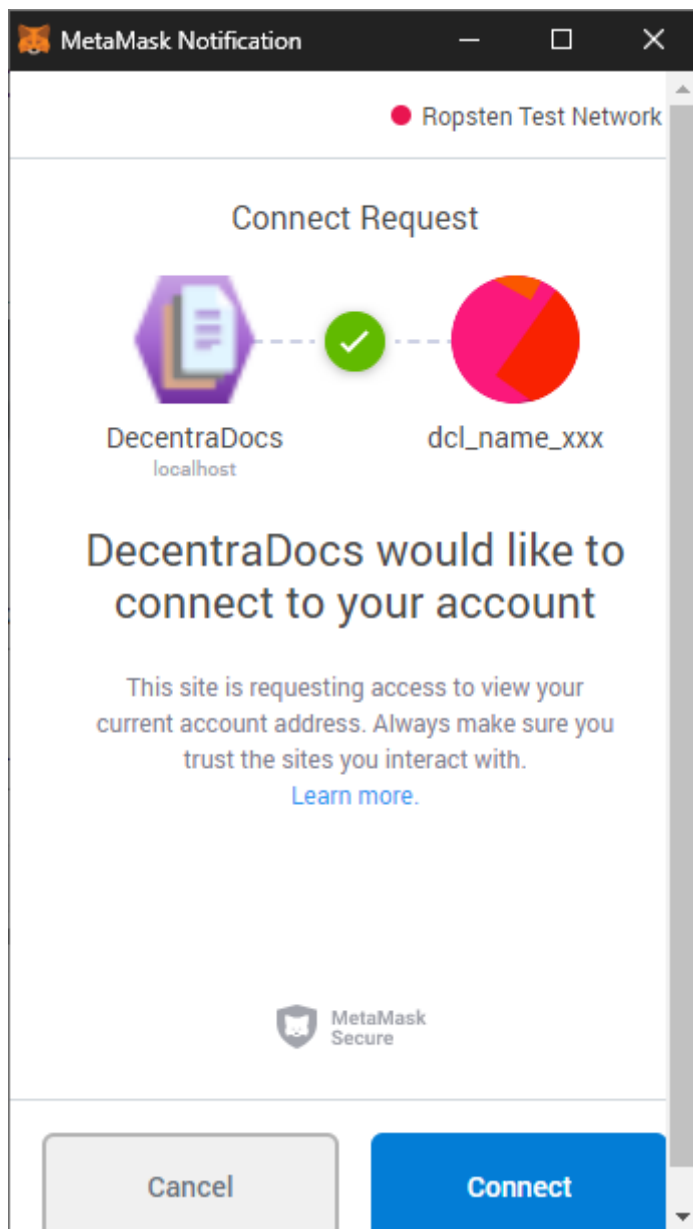 MetaMask Notification
Ropsten Test Network
Connect Request
DecentraDocs
localhost
dcl_name_xxx
DecentraDocs would like to
connect to your account
This site is requesting access to view your
current account address. Always make sure you
trust the sites you interact with.
Learn more.
MetaMask
Secure
Cancel
Connect